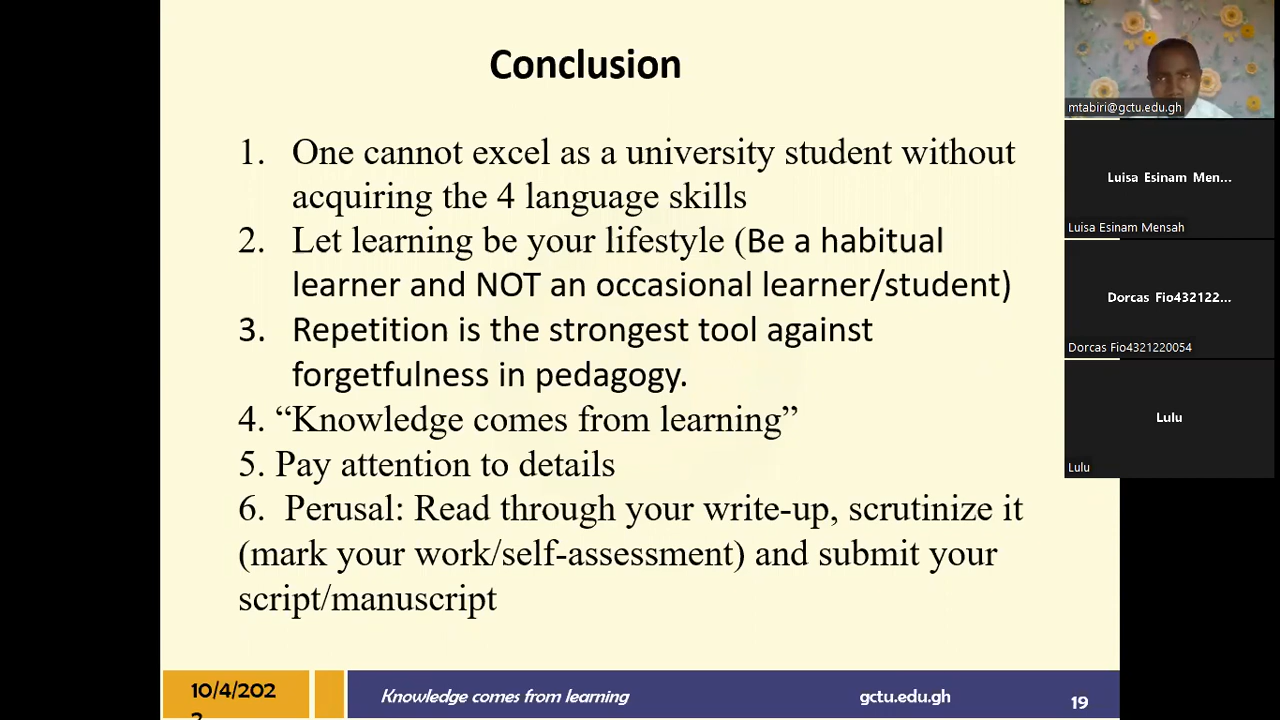 Conclusion
1. One cannot excel as a university student without
acquiring the 4 language skills
2. Let learning be your lifestyle (Be a habitual
learner and NOT an occasional learner/student)
3. Repetition is the strongest tool against
forgetfulness in pedagogy.
4. “Knowledge comes from learning”
5. Pay attention to details
6. Perusal: Read through your write-up, scrutinize it
(mark your work/self-assessment) and submit your
script/manuscript
10/4/202
Knowledge comes from learning
gctu.edu.gh
19
mtabiri@gctu.edu.gh
Luisa Esinam Men...
Luisa Esinam Mensah
Dorcas Fio432122...
Dorcas Fio4321220054
Lulu
Lulu